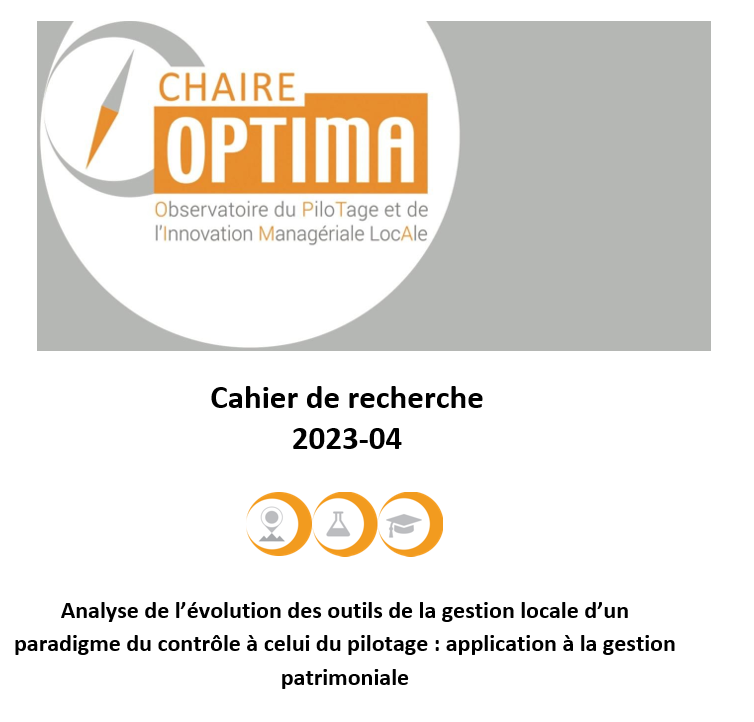 CHAIRE
OPTIMA
Observatoire du PiloTage et de
l'Innovation Managériale LocAle
Cahier de recherche
2023-04
Analyse de l’évolution des outils de la gestion locale d’un
paradigme du contrôle à celui du pilotage : application à la gestion
patrimoniale